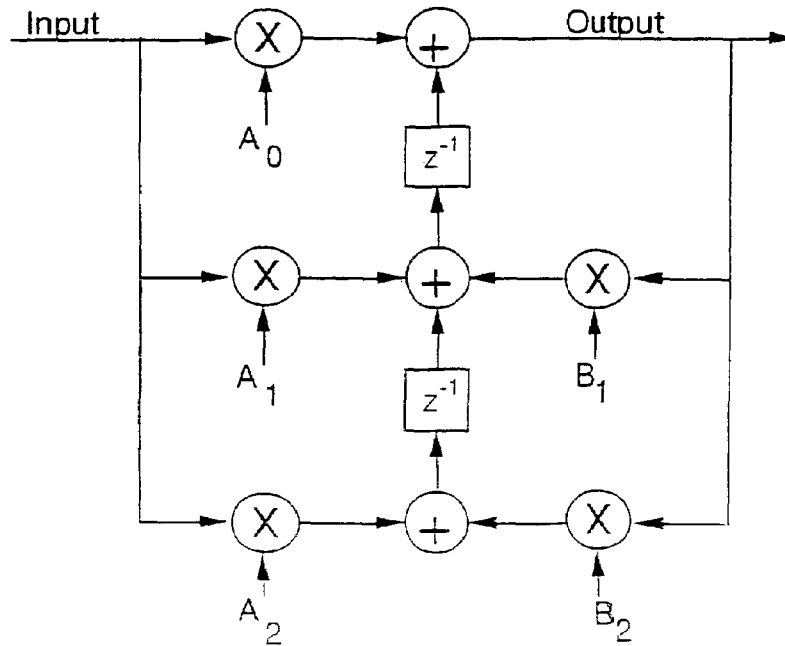 Input
Output
X
+
A0
z-1
X
+
X
A1
B1
z-1
X
+
X
A2
B2